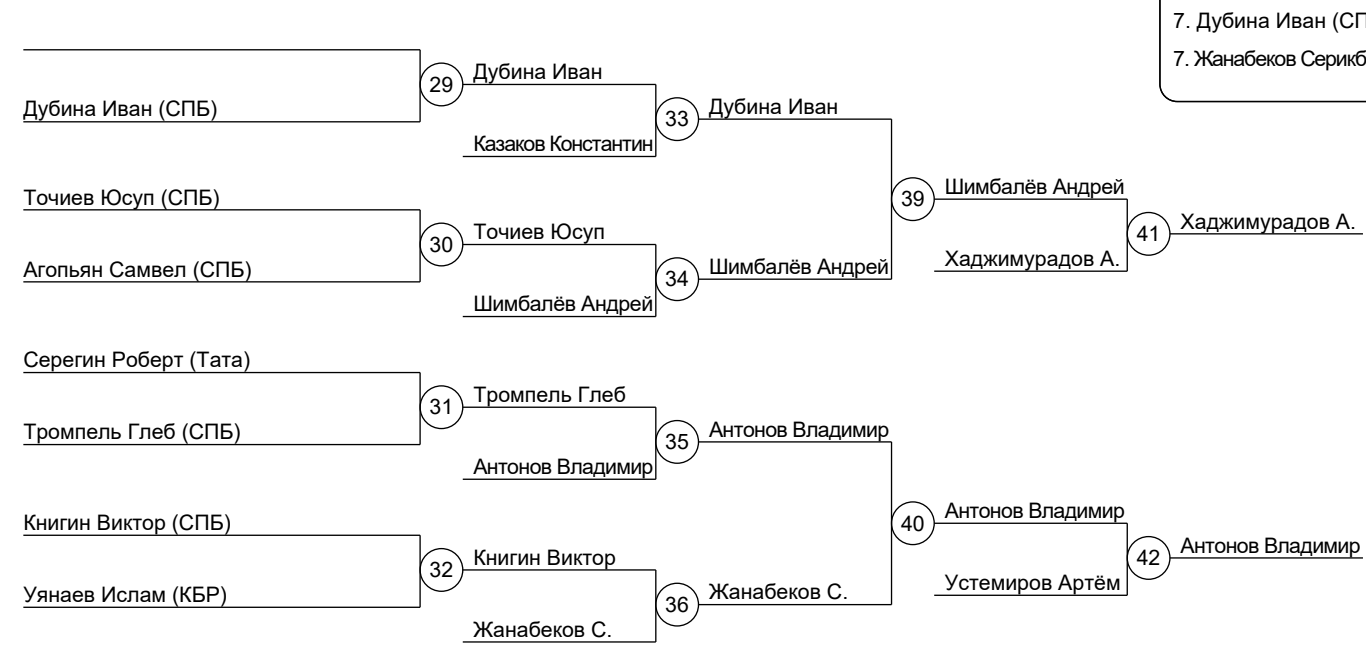 7. Дубина Иван (СП
7. Жанабеков Серикб
29
Дубина Иван
Дубина Иван (СПБ)
33
Дубина Иван
Казаков Константин
Точиев Юсуп (СПБ)
39
Шимбалёв Андрей
30
Точиев Юсуп
41
Хаджимурадов А.
Агопьян Самвел (СПБ)
34
Шимбалёв Андрей
Хаджимурадов А.
Шимбалёв Андрей
Серегин Роберт (Тата)
31
Тромпель Глеб
Тромпель Глеб (СПБ)
35
Антонов Владимир
Антонов Владимир
Книгин Виктор (СПБ)
40
Антонов Владимир
32
Книгин Виктор
42
Антонов Владимир
Уянаев Ислам (КБР)
36
Жанабеков С.
Устемиров Артём
Жанабеков С.